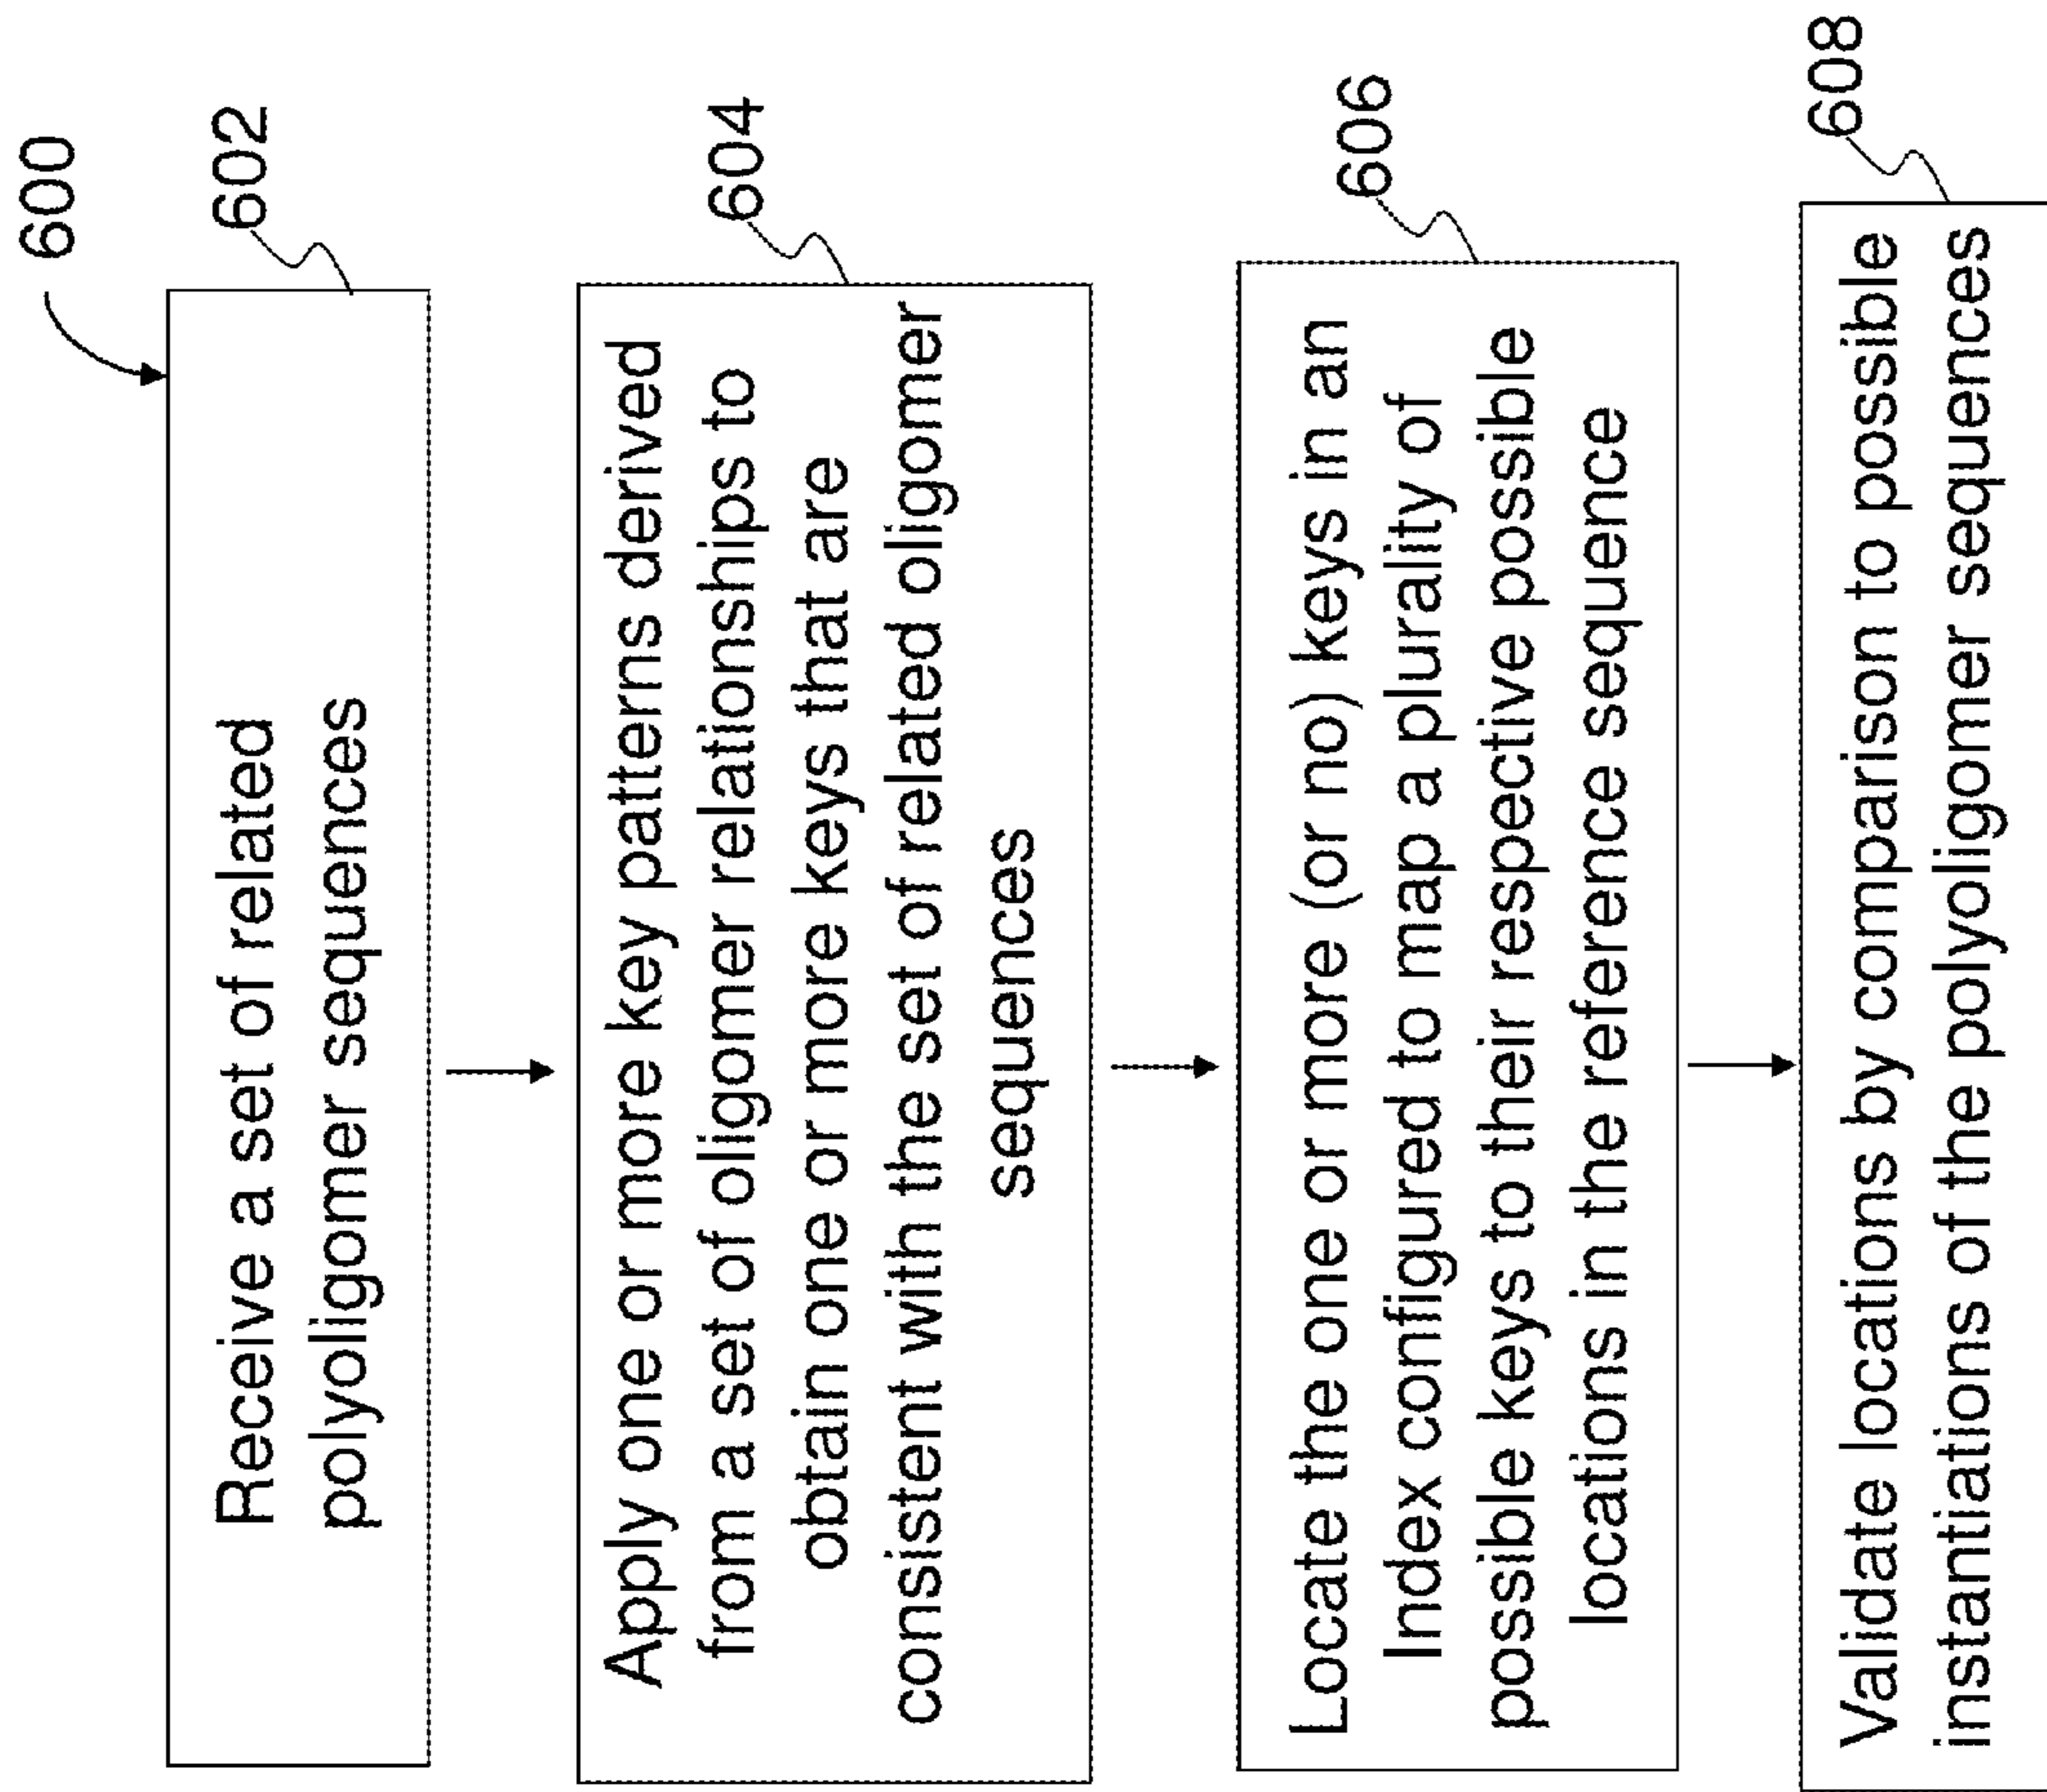 600
602
Receive a set of related
polyoligomer sequences
604
Apply one or more key patterns derived
from a set of oligomer relationships to
obtain one or more keys that are
consistent with the set of related oligomer
sequences
606
Locate the one or more (or no) keys in an
Index configured to map a plurality of
possible keys to their respective possible
locations in the reference sequence
608
Validate locations by comparison to possible
instantiations of the polyoligomer sequences